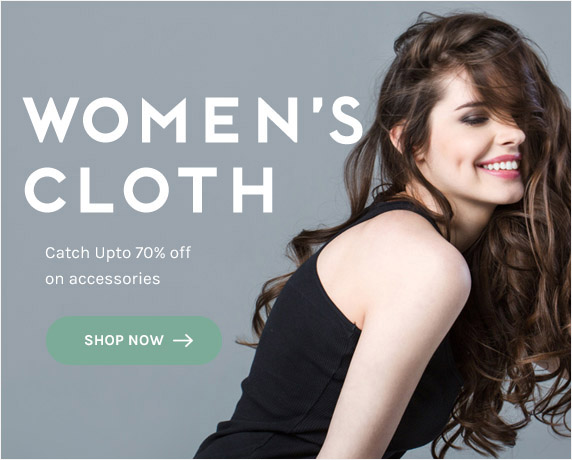 WOMEN'S
CLOTH
Catch Upto 70% off
on accessories
SHOP NOW